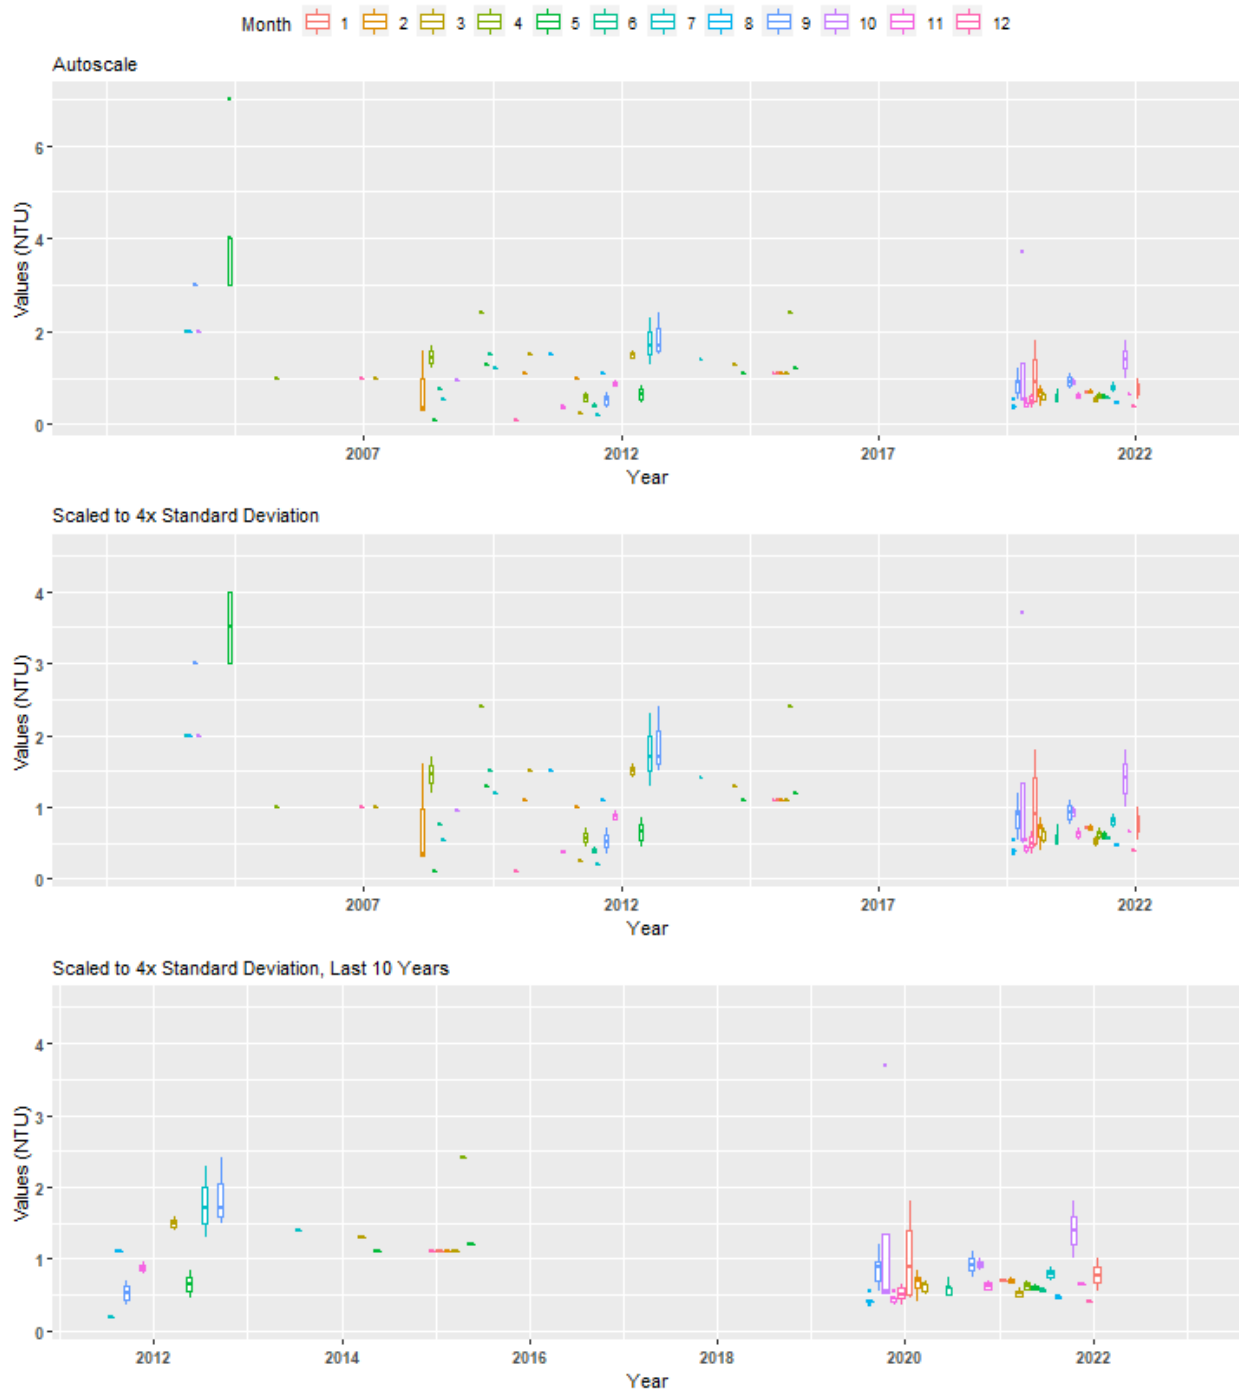 Month 1 2 3 4 5 6 7 8 9 10 11 12
Autoscale
Values (NTU)
6
4
2
0
2007 2012 2017 2022
Year
Scaled to 4x Standard Deviation
Values (NTU)
4
3
2
1
0
2007 2012 2017 2022
Year
Scaled to 4x Standard Deviation, Last 10 Years
Values (NTU)
4
3
2
1
0
2012 2014 2016 2018 2020 2022
Year